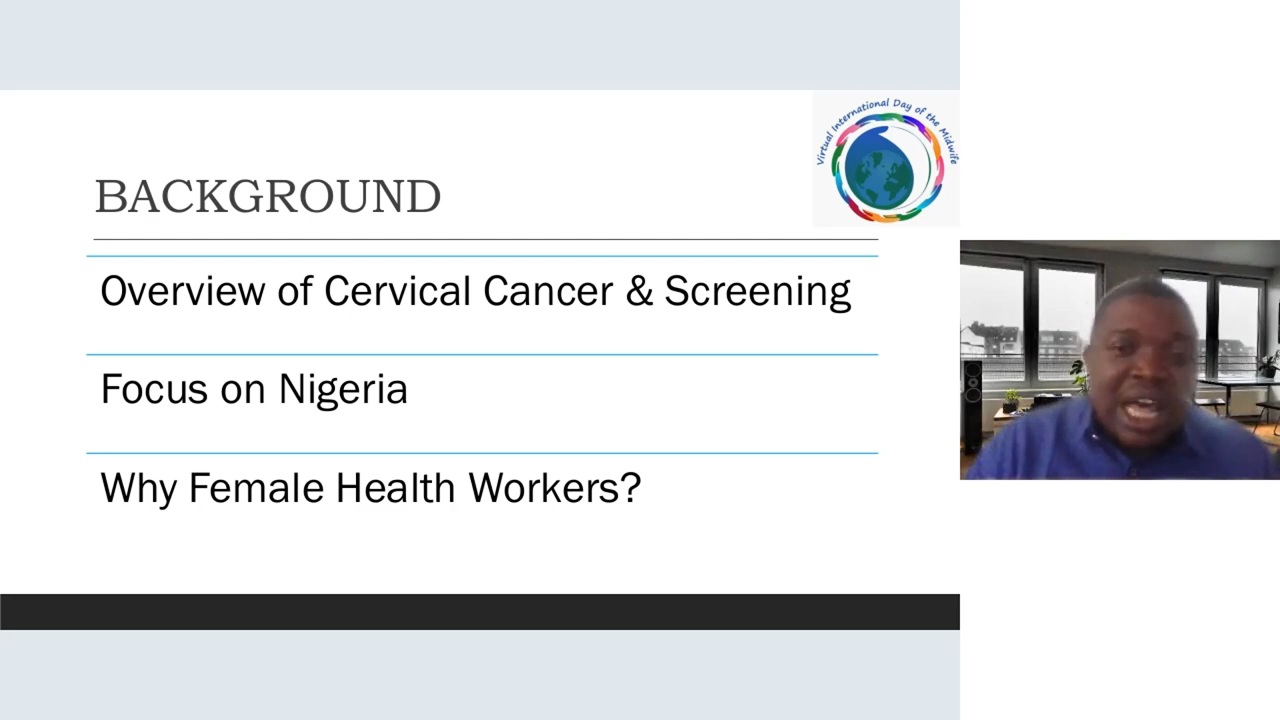 Virtual International Day of the Midwife
BACKGROUND
Overview of Cervical Cancer & Screening
Focus on Nigeria
Why Female Health Workers?